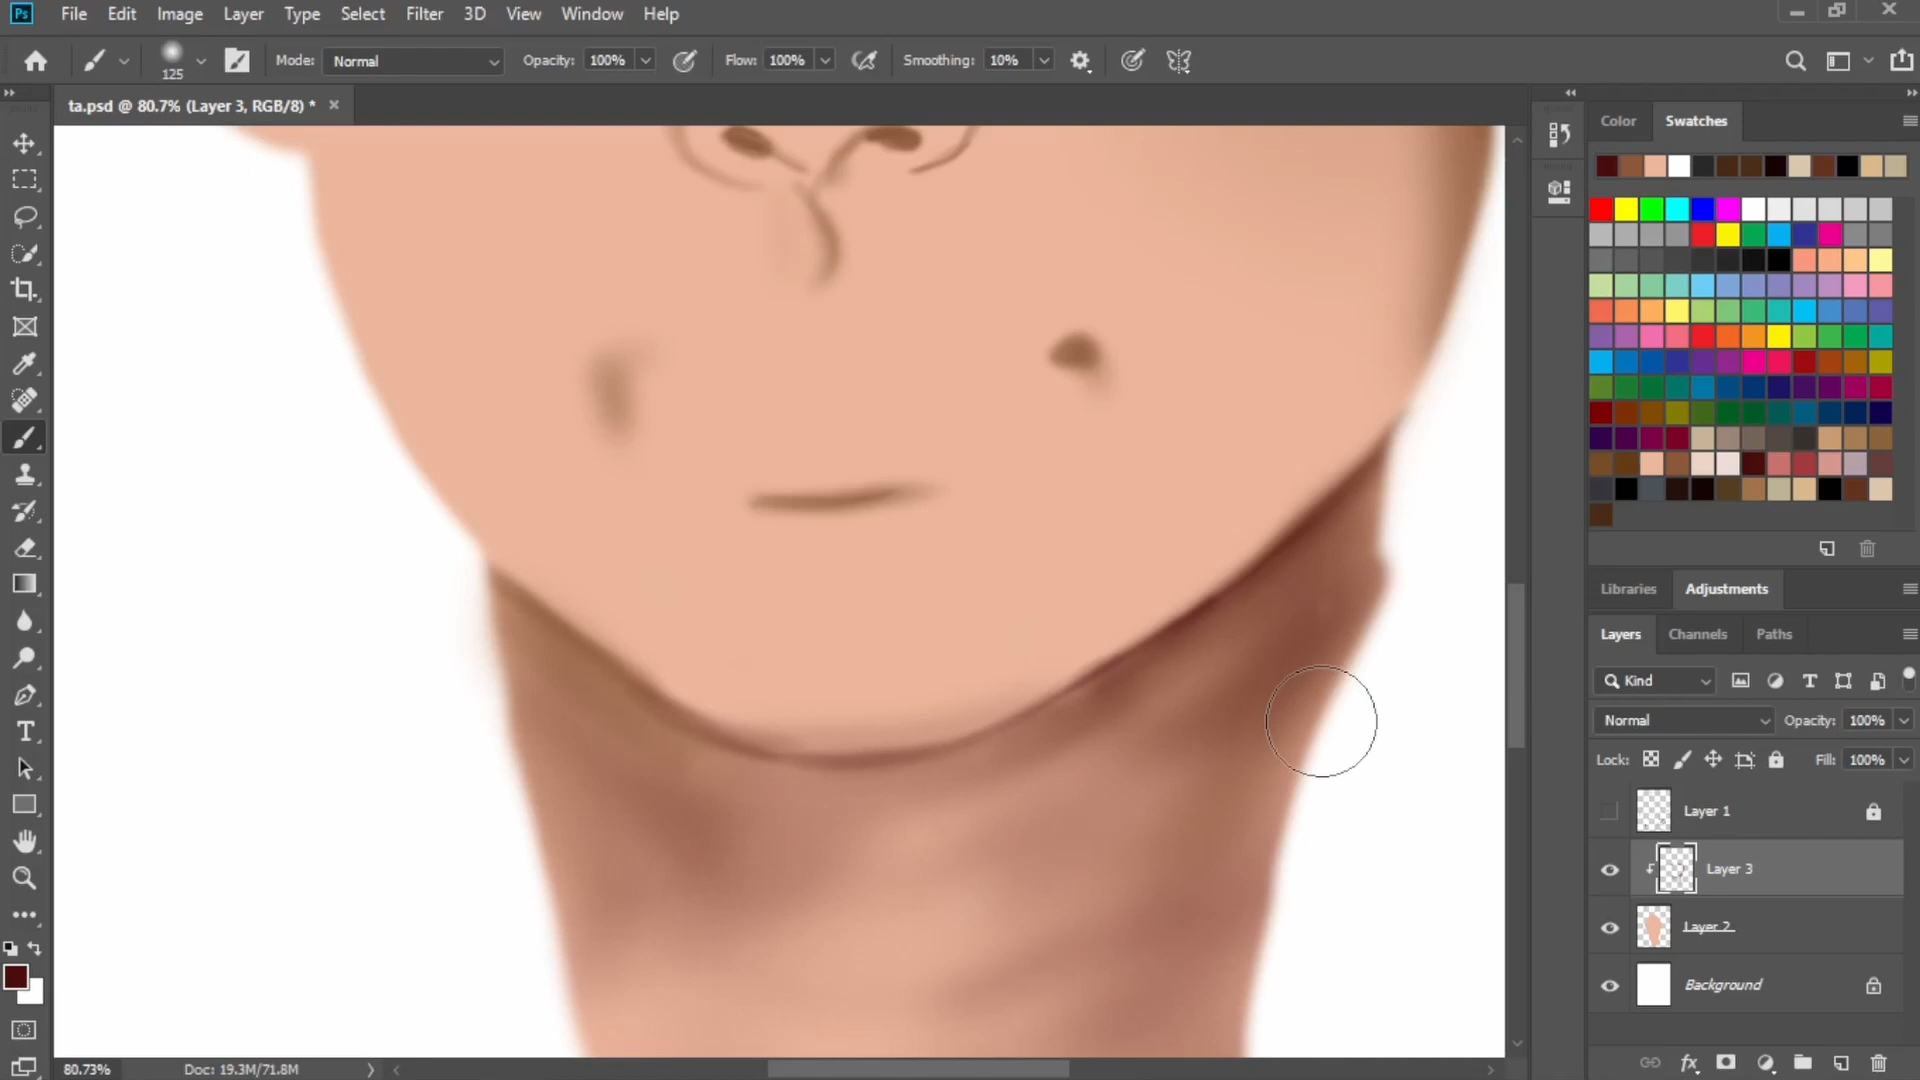 Ps File Edit Image Layer Type Select Filter 3D View Window Help
125 Mode: Normal Opacity: 100% Flow: 100% Smoothing: 10%
ta.psd @ 80.7% (Layer 3, RGB/8) *
Color Swatches
Libraries Adjustments
Layers Channels Paths
Kind
Normal Opacity: 100%
Lock: Fill: 100%
Layer 1
Layer 3
Layer 2
Background
80.73% Doc: 19.3M/71.8M